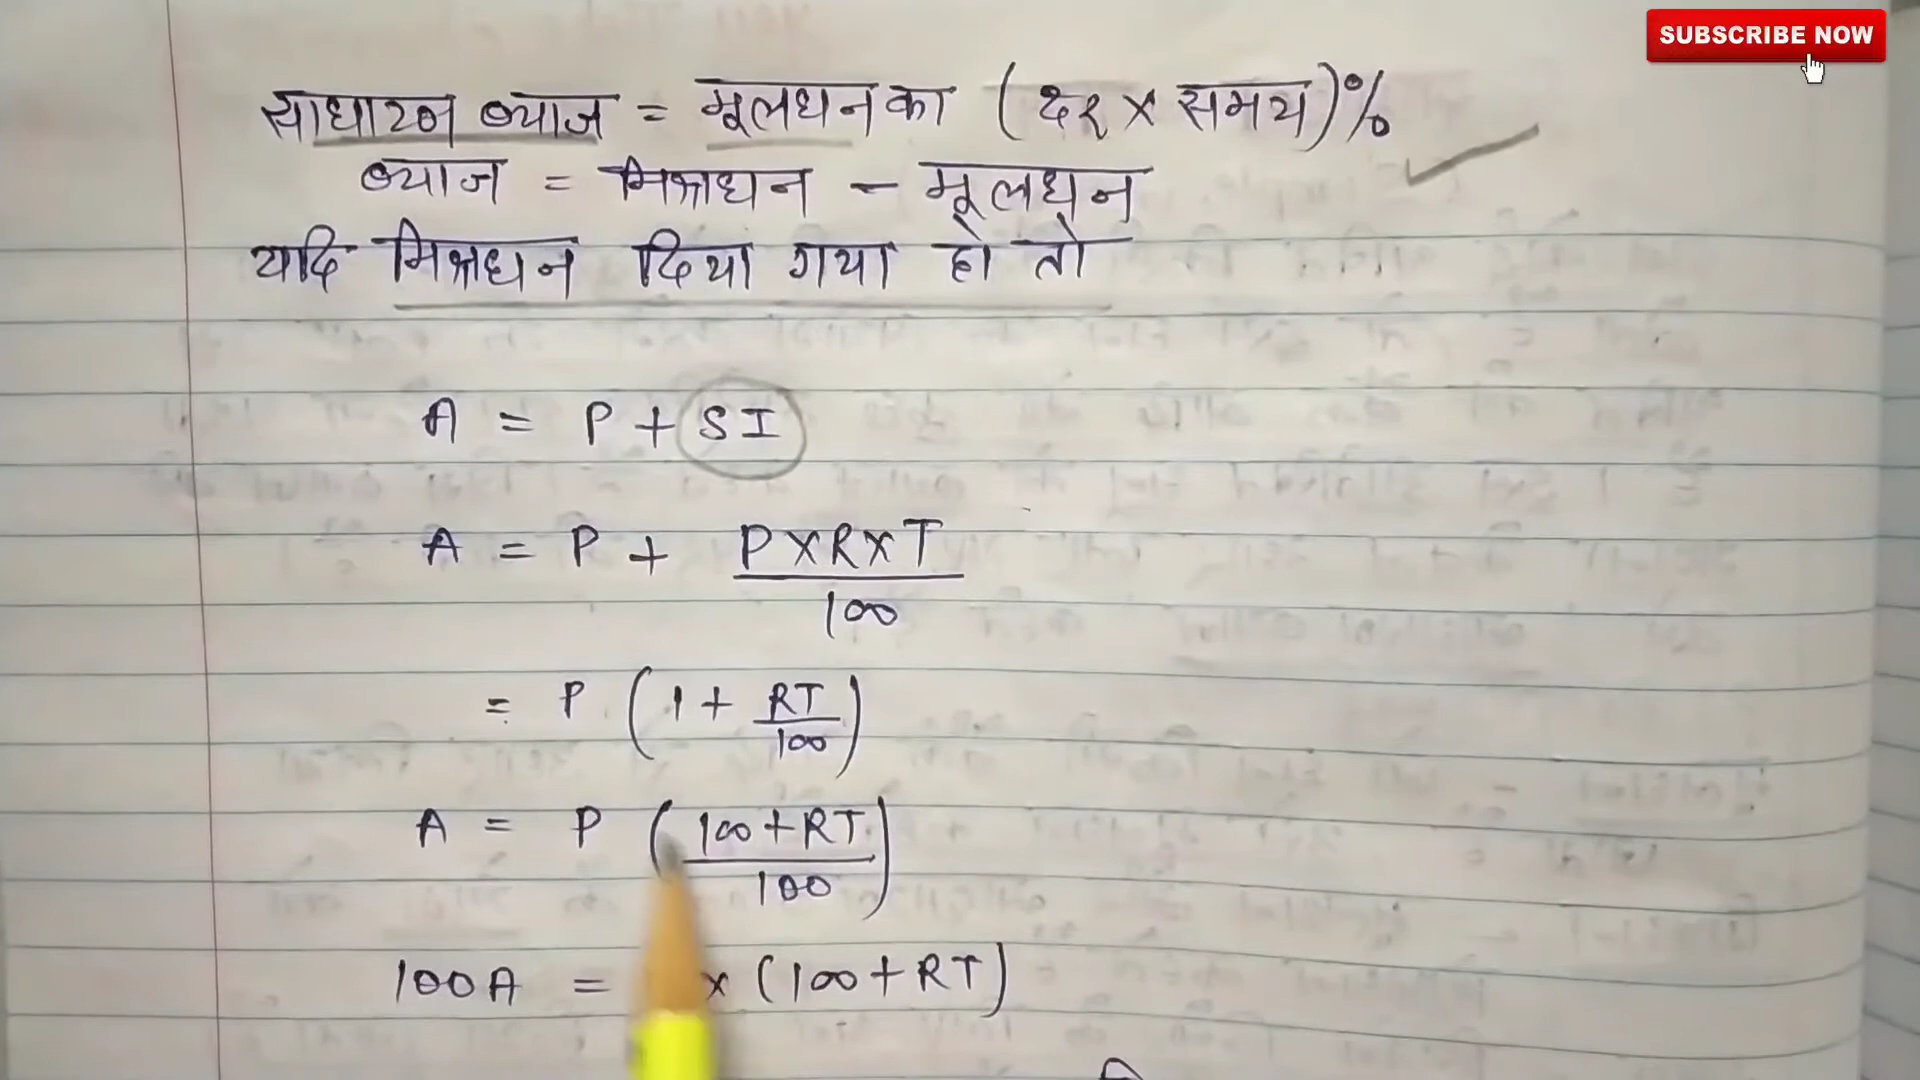 SUBSCRIBE NOW
साधारन ब्याज = मूलधन का (दर × समय)%
ब्याज = मिश्रधन − मूलधन
यदि मिश्रधन दिया गया हो तो
A = P + SI
A = P + P×R×T
100
= P (1 + RT/100)
A = P (100+RT/100)
100A = × (100+RT)